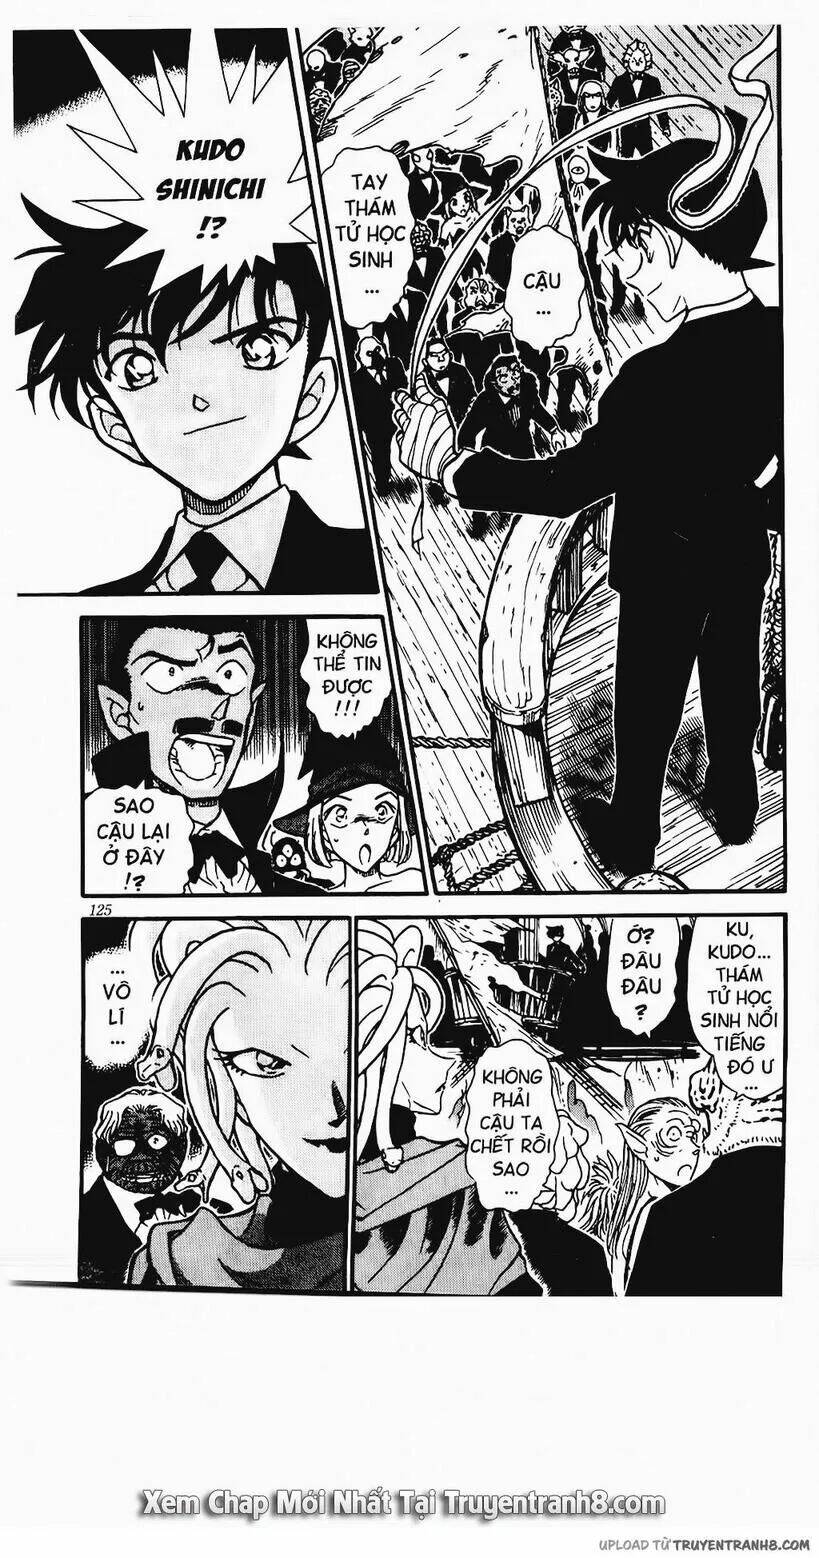 CẬU
...
TAY
THÁM
TỬ HỌC
SINH
...
KUDO
SHINICHI
!?
KHÔNG
THỂ TIN
ĐƯỢC
!!!
SAO
CẬU LẠI
Ở ĐÂY
!?
125
KU,
KUDO...
THÁM
TỬ HỌC
SINH NỔI
TIẾNG
ĐÓ Ư
...
Ơ?
ĐÂU
ĐÂU
?
KHÔNG
PHẢI
CẬU TA
CHẾT RỒI
SAO
...
...
VÔ
LÍ
...
Xem Chap Mới Nhất Tại Truyentranh8.com
UPLOAD TỪ TRUYENTRANH8.COM